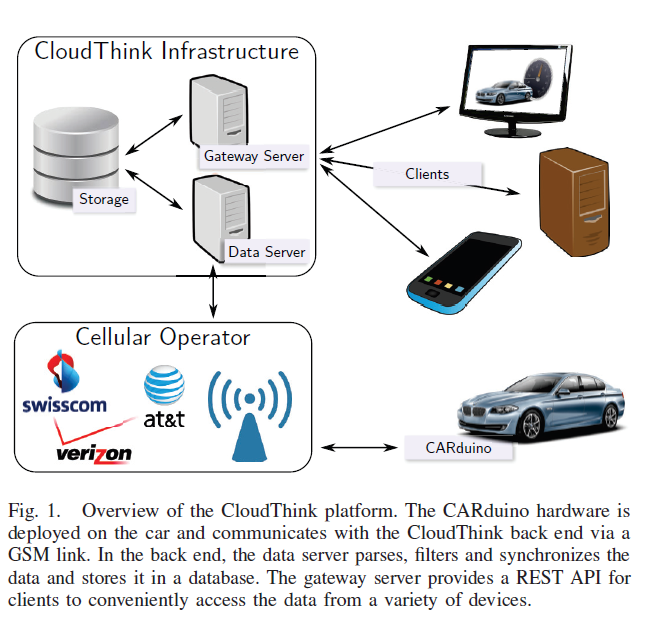 CloudThink Infrastructure
Gateway Server
Storage
Data Server
Clients
Cellular Operator
swisscom
at&t
verizon
CARduino
Fig. 1. Overview of the CloudThink platform. The CARduino hardware is
deployed on the car and communicates with the CloudThink back end via a
GSM link. In the back end, the data server parses, filters and synchronizes the
data and stores it in a database. The gateway server provides a REST API for
clients to conveniently access the data from a variety of devices.